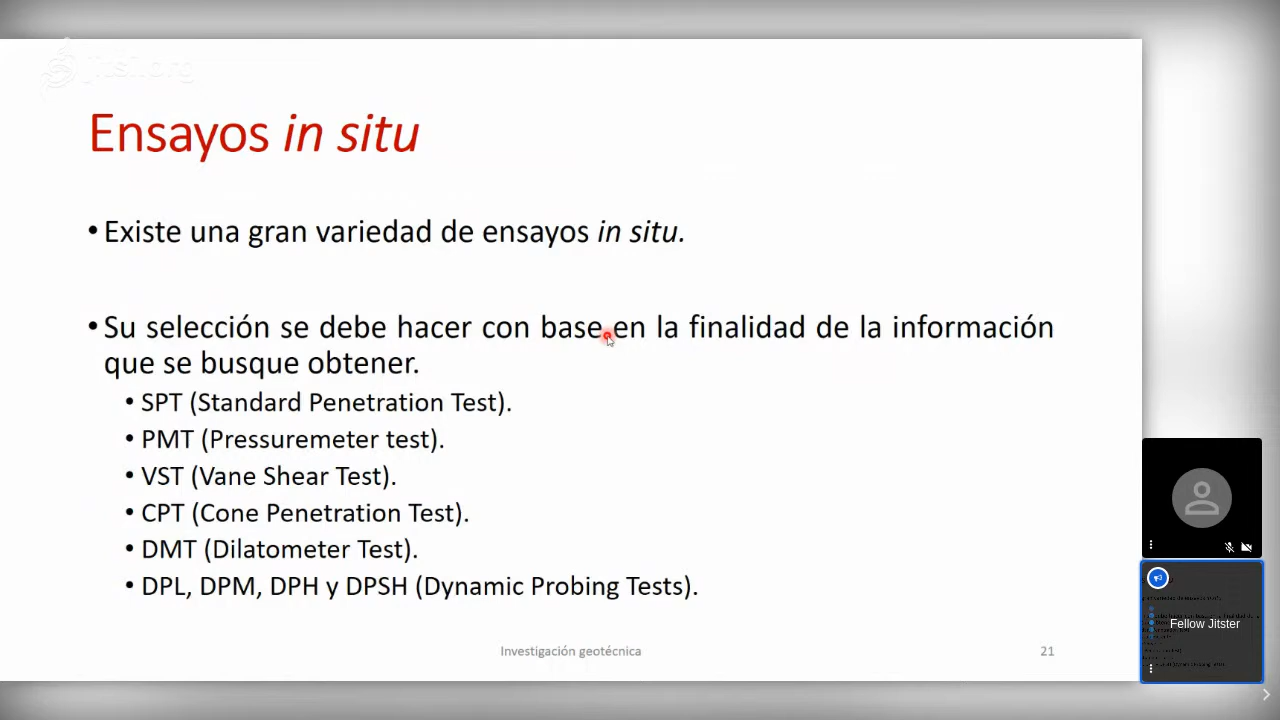 Jitsi.org
Ensayos in situ
• Existe una gran variedad de ensayos in situ.
• Su selección se debe hacer con base en la finalidad de la información
que se busque obtener.
• SPT (Standard Penetration Test).
• PMT (Pressuremeter test).
• VST (Vane Shear Test).
• CPT (Cone Penetration Test).
• DMT (Dilatometer Test).
• DPL, DPM, DPH y DPSH (Dynamic Probing Tests).
Investigación geotécnica
21
Fellow Jitster